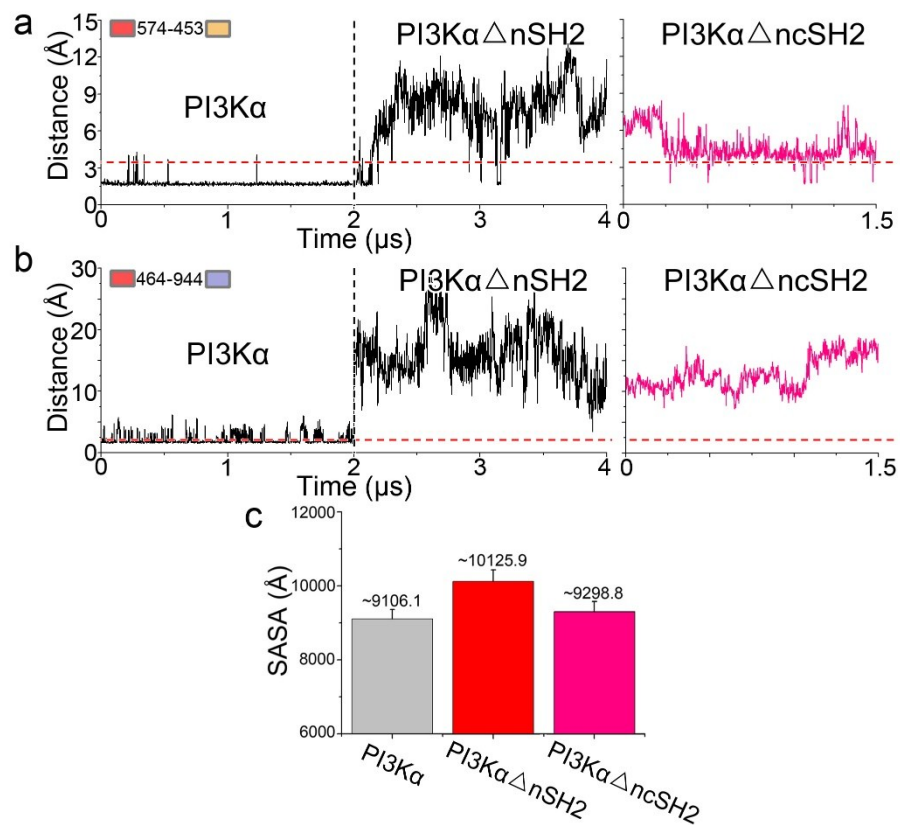 a
574-453
PI3Kα
PI3Kα△nSH2
PI3Kα△ncSH2
Distance (Å)
15
12
9
6
3
0
0
1
2
3
4
0
1.5
Time (µs)
b
464-944
PI3Kα
PI3Kα△nSH2
PI3Kα△ncSH2
Distance (Å)
30
20
10
0
0
1
2
3
4
0
1.5
Time (µs)
c
SASA (Å)
12000
10000
8000
6000
~9106.1
~10125.9
~9298.8
PI3Kα
PI3Kα△nSH2
PI3Kα△ncSH2